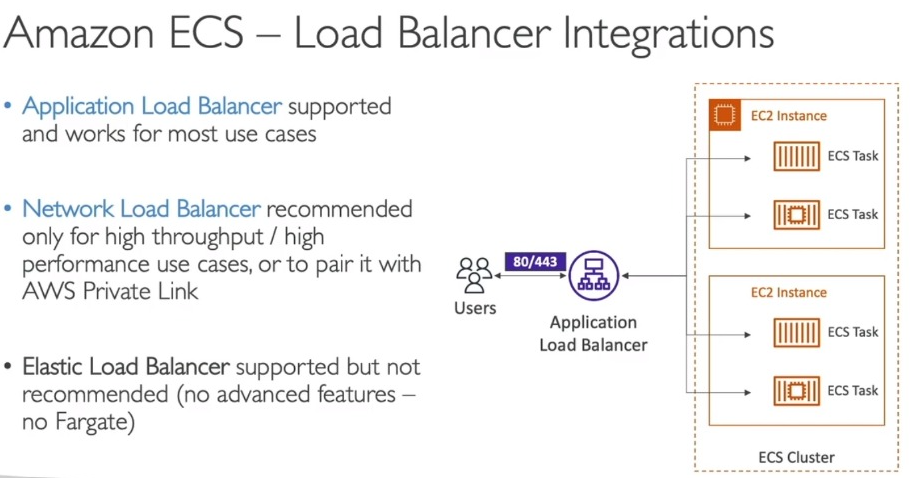 Amazon ECS – Load Balancer Integrations
• Application Load Balancer supported
and works for most use cases
• Network Load Balancer recommended
only for high throughput / high
performance use cases, or to pair it with
AWS Private Link
• Elastic Load Balancer supported but not
recommended (no advanced features –
no Fargate)
Users
80/443
Application
Load Balancer
EC2 Instance
ECS Task
ECS Task
EC2 Instance
ECS Task
ECS Task
ECS Cluster